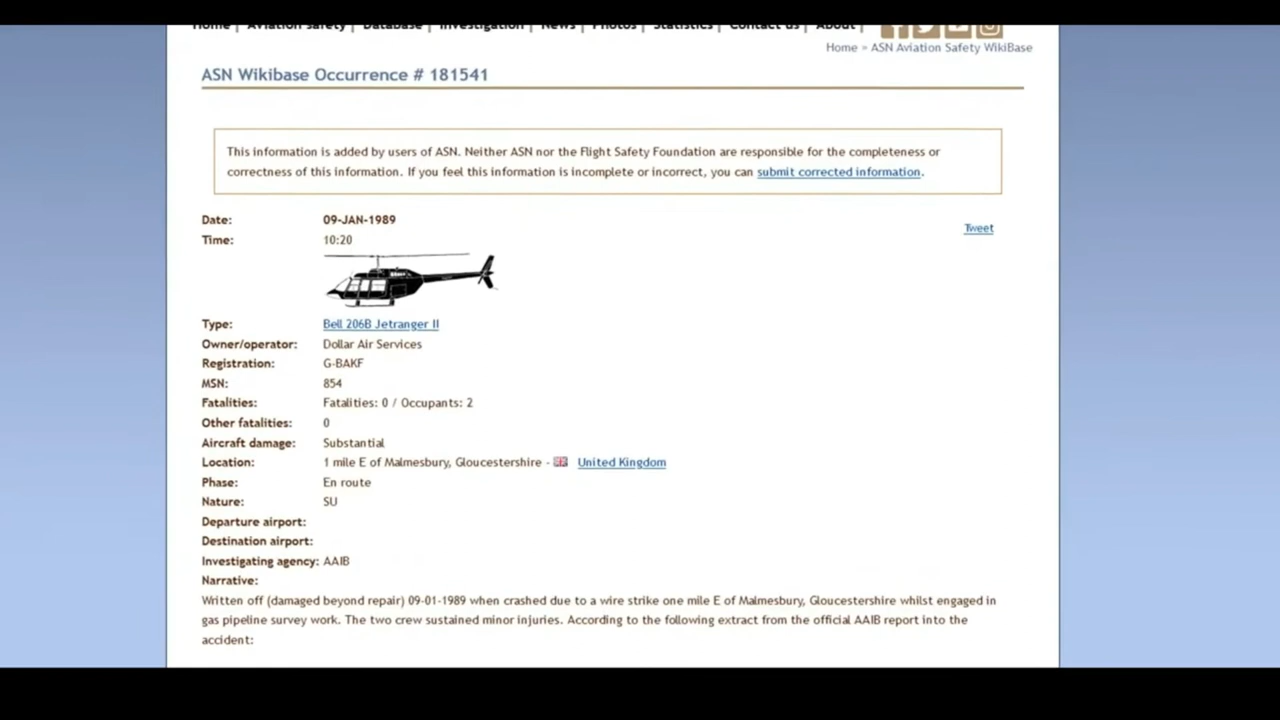 Home | Aviation safety | Database | Investigation | News | Photos | Statistics | Contact us | About |
Home » ASN Aviation Safety WikiBase
ASN Wikibase Occurrence # 181541
This information is added by users of ASN. Neither ASN nor the Flight Safety Foundation are responsible for the completeness or
correctness of this information. If you feel this information is incomplete or incorrect, you can submit corrected information.
Date: 09-JAN-1989
Tweet
Time: 10:20
Type: Bell 206B Jetranger II
Owner/operator: Dollar Air Services
Registration: G-BAKF
MSN: 854
Fatalities: Fatalities: 0 / Occupants: 2
Other fatalities: 0
Aircraft damage: Substantial
Location: 1 mile E of Malmesbury, Gloucestershire - United Kingdom
Phase: En route
Nature: SU
Departure airport:
Destination airport:
Investigating agency: AAIB
Narrative:
Written off (damaged beyond repair) 09-01-1989 when crashed due to a wire strike one mile E of Malmesbury, Gloucestershire whilst engaged in
gas pipeline survey work. The two crew sustained minor injuries. According to the following extract from the official AAIB report into the
accident: